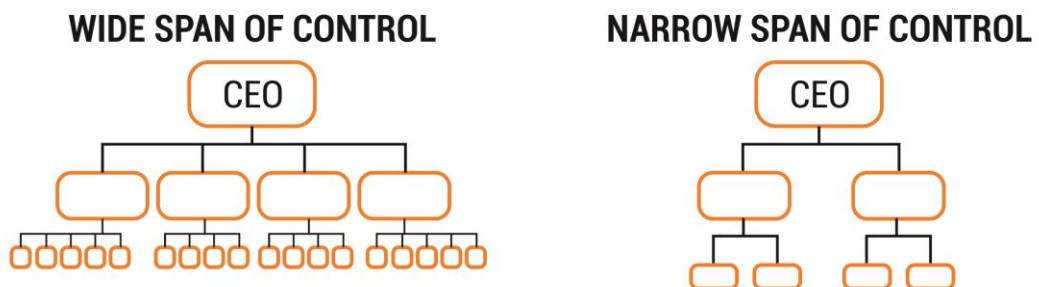 WIDE SPAN OF CONTROL
CEO
NARROW SPAN OF CONTROL
CEO